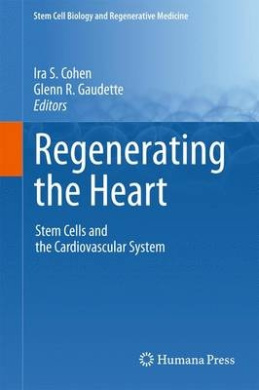 Stem Cell Biology and Regenerative Medicine
Ira S. Cohen
Glenn R. Gaudette
Editors
Regenerating
the Heart
Stem Cells and
the Cardiovascular System
Humana Press